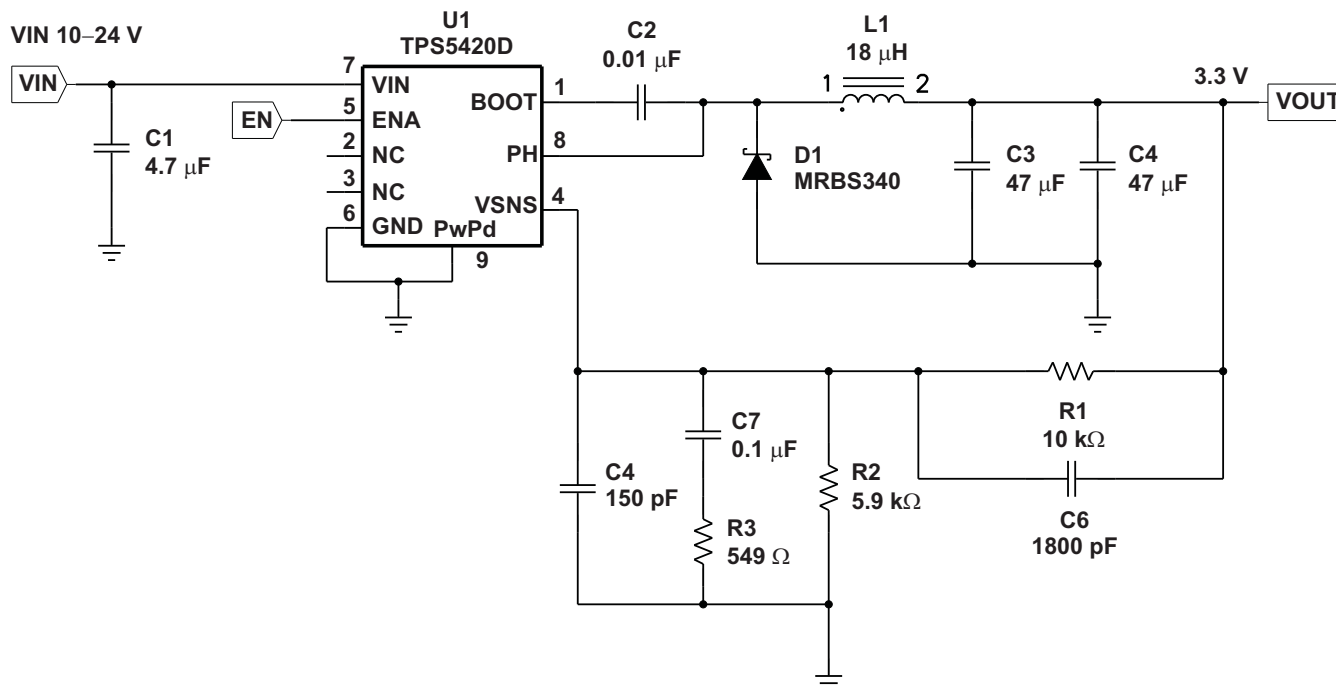 VIN 10–24 V
VIN
C1
4.7 μF
EN
U1
TPS5420D
7
VIN
5
ENA
2
NC
3
NC
6
GND
PwPd
9
BOOT
1
PH
8
VSNS
4
C2
0.01 μF
L1
18 μH
1
2
D1
MRBS340
C3
47 μF
C4
47 μF
3.3 V
VOUT
C4
150 pF
C7
0.1 μF
R3
549 Ω
R2
5.9 kΩ
R1
10 kΩ
C6
1800 pF